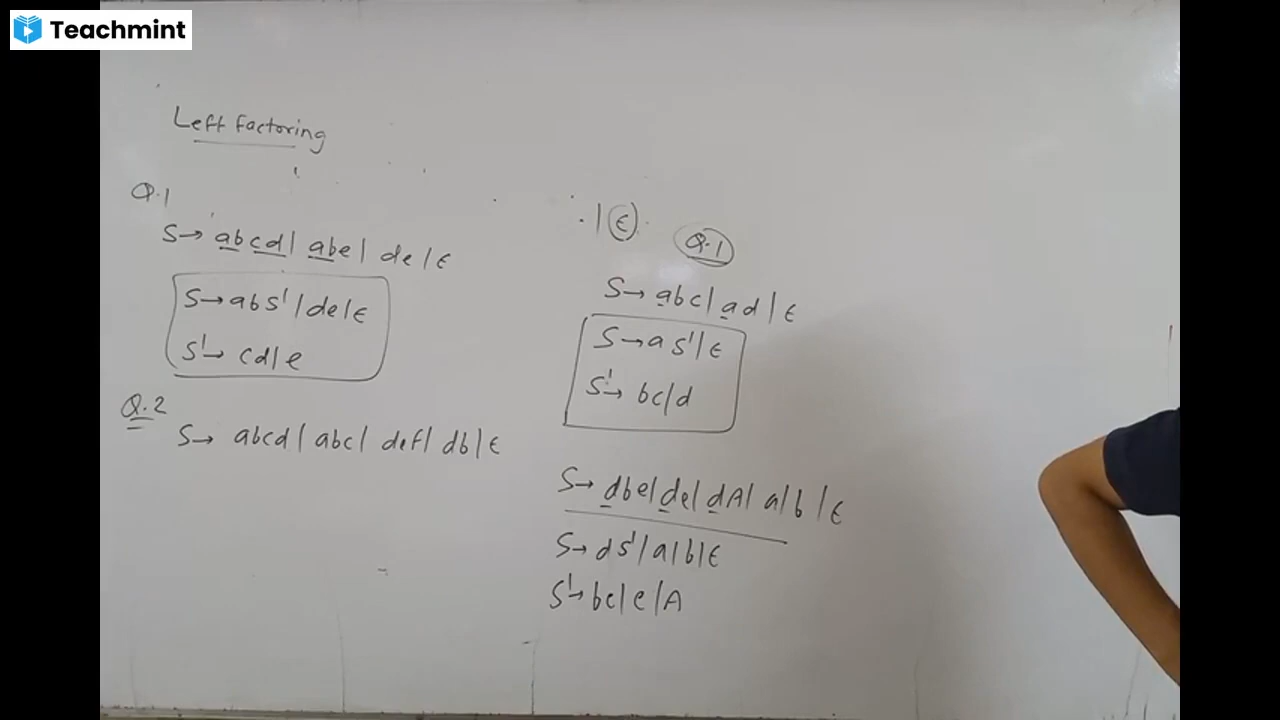 Teachmint
Left Factoring
Q.1
S→ abcd | abe | de | ε
S→ abS' | de | ε
S'→ cd | e
Q.2
S→ abcd | abc | def | db | ε
. | ε .
Q.1
S→ abc | ad | ε
S→ a S' | ε
S'→ bc | d
S→ dbe | de | dA | a | b | ε
S→ dS' | a | b | ε
S'→ be | e | A